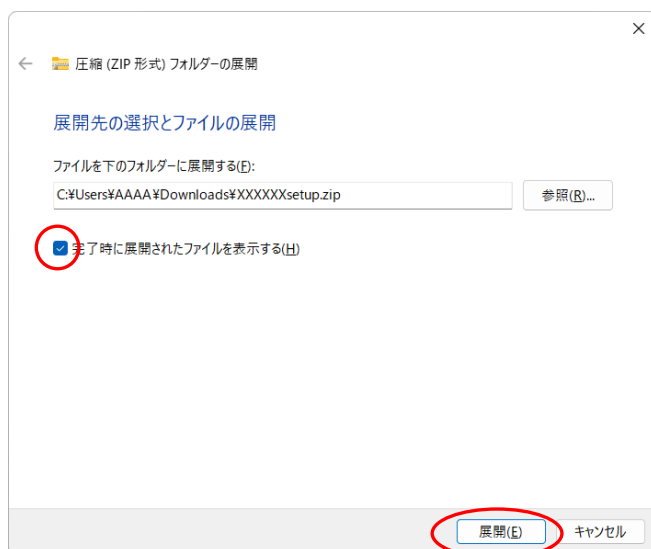 圧縮 (ZIP 形式) フォルダーの展開
展開先の選択とファイルの展開
ファイルを下のフォルダーに展開する(F):
C:¥Users¥AAAA¥Downloads¥XXXXXXsetup.zip
参照(R)...
完了時に展開されたファイルを表示する(H)
展開(E)
キャンセル